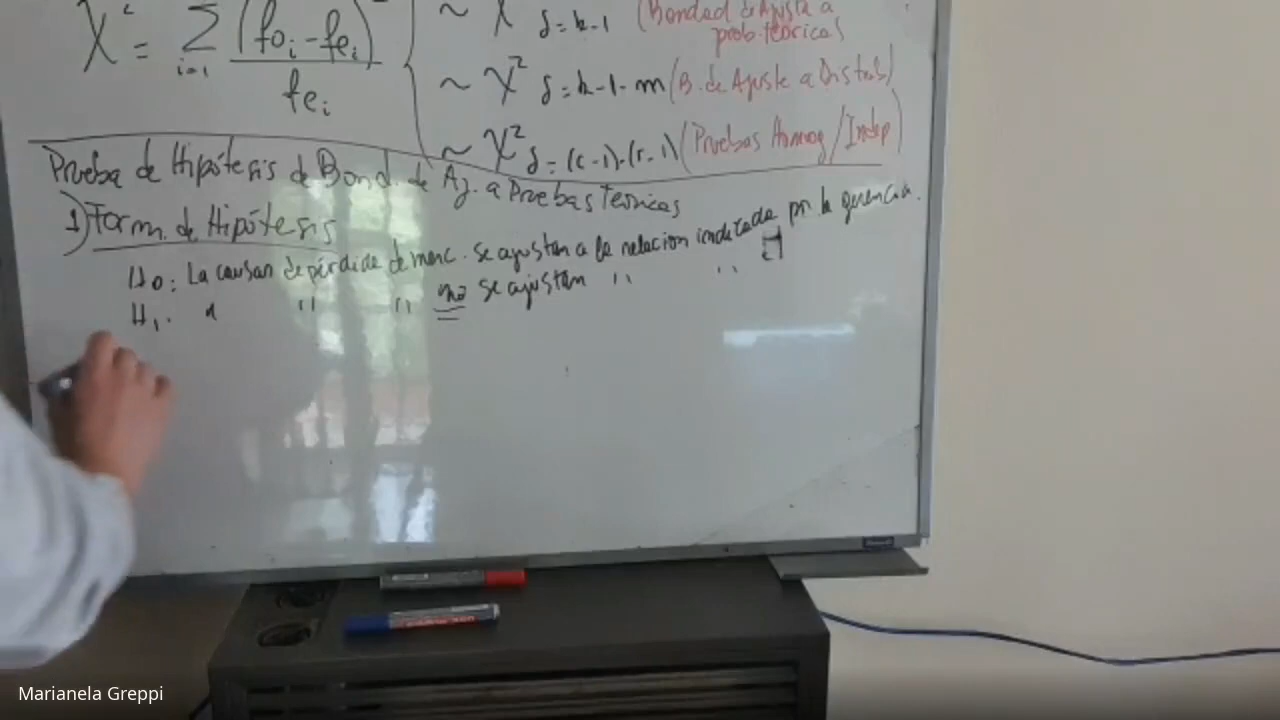 χ² = Σ i=1 (fo_i - fe_i)² / fe_i
~ χ² δ=k-1 (Bondad de Ajuste a prob. teóricas)
~ χ² δ=k-1-m (B. de Ajuste a Distrib)
~ χ² δ=(c-1)·(r-1) (Pruebas Homog/Indep)
Prueba de Hipótesis de Bond. de Aj. a Pruebas Teóricas
1) Form. de Hipótesis
H0: La causan de pérdida de merc. se ajustan a la relación indicada por la gerencia.
H1: " " " no se ajustan " "
Marianela Greppi